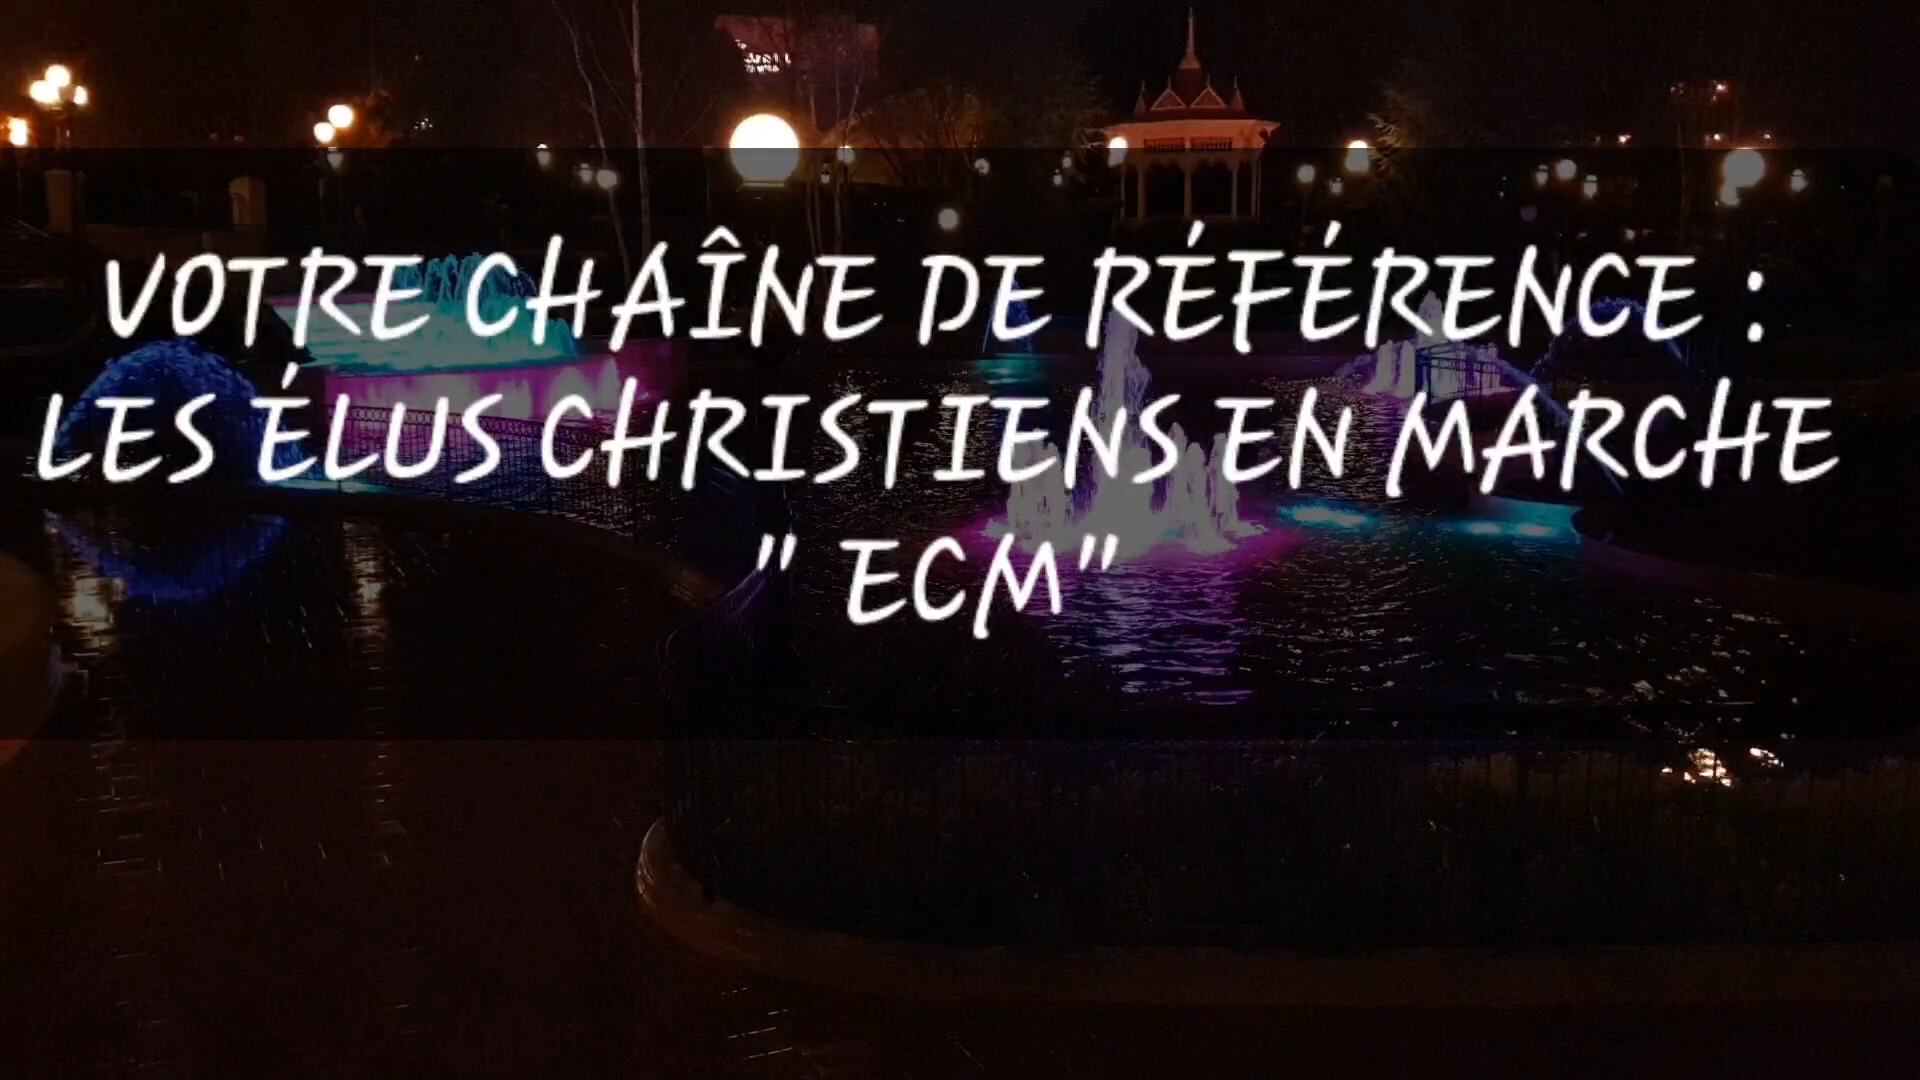 VOTRE CHAÎNE DE RÉFÉRENCE :
LES ÉLUS CHRISTIENS EN MARCHE
" ECM"